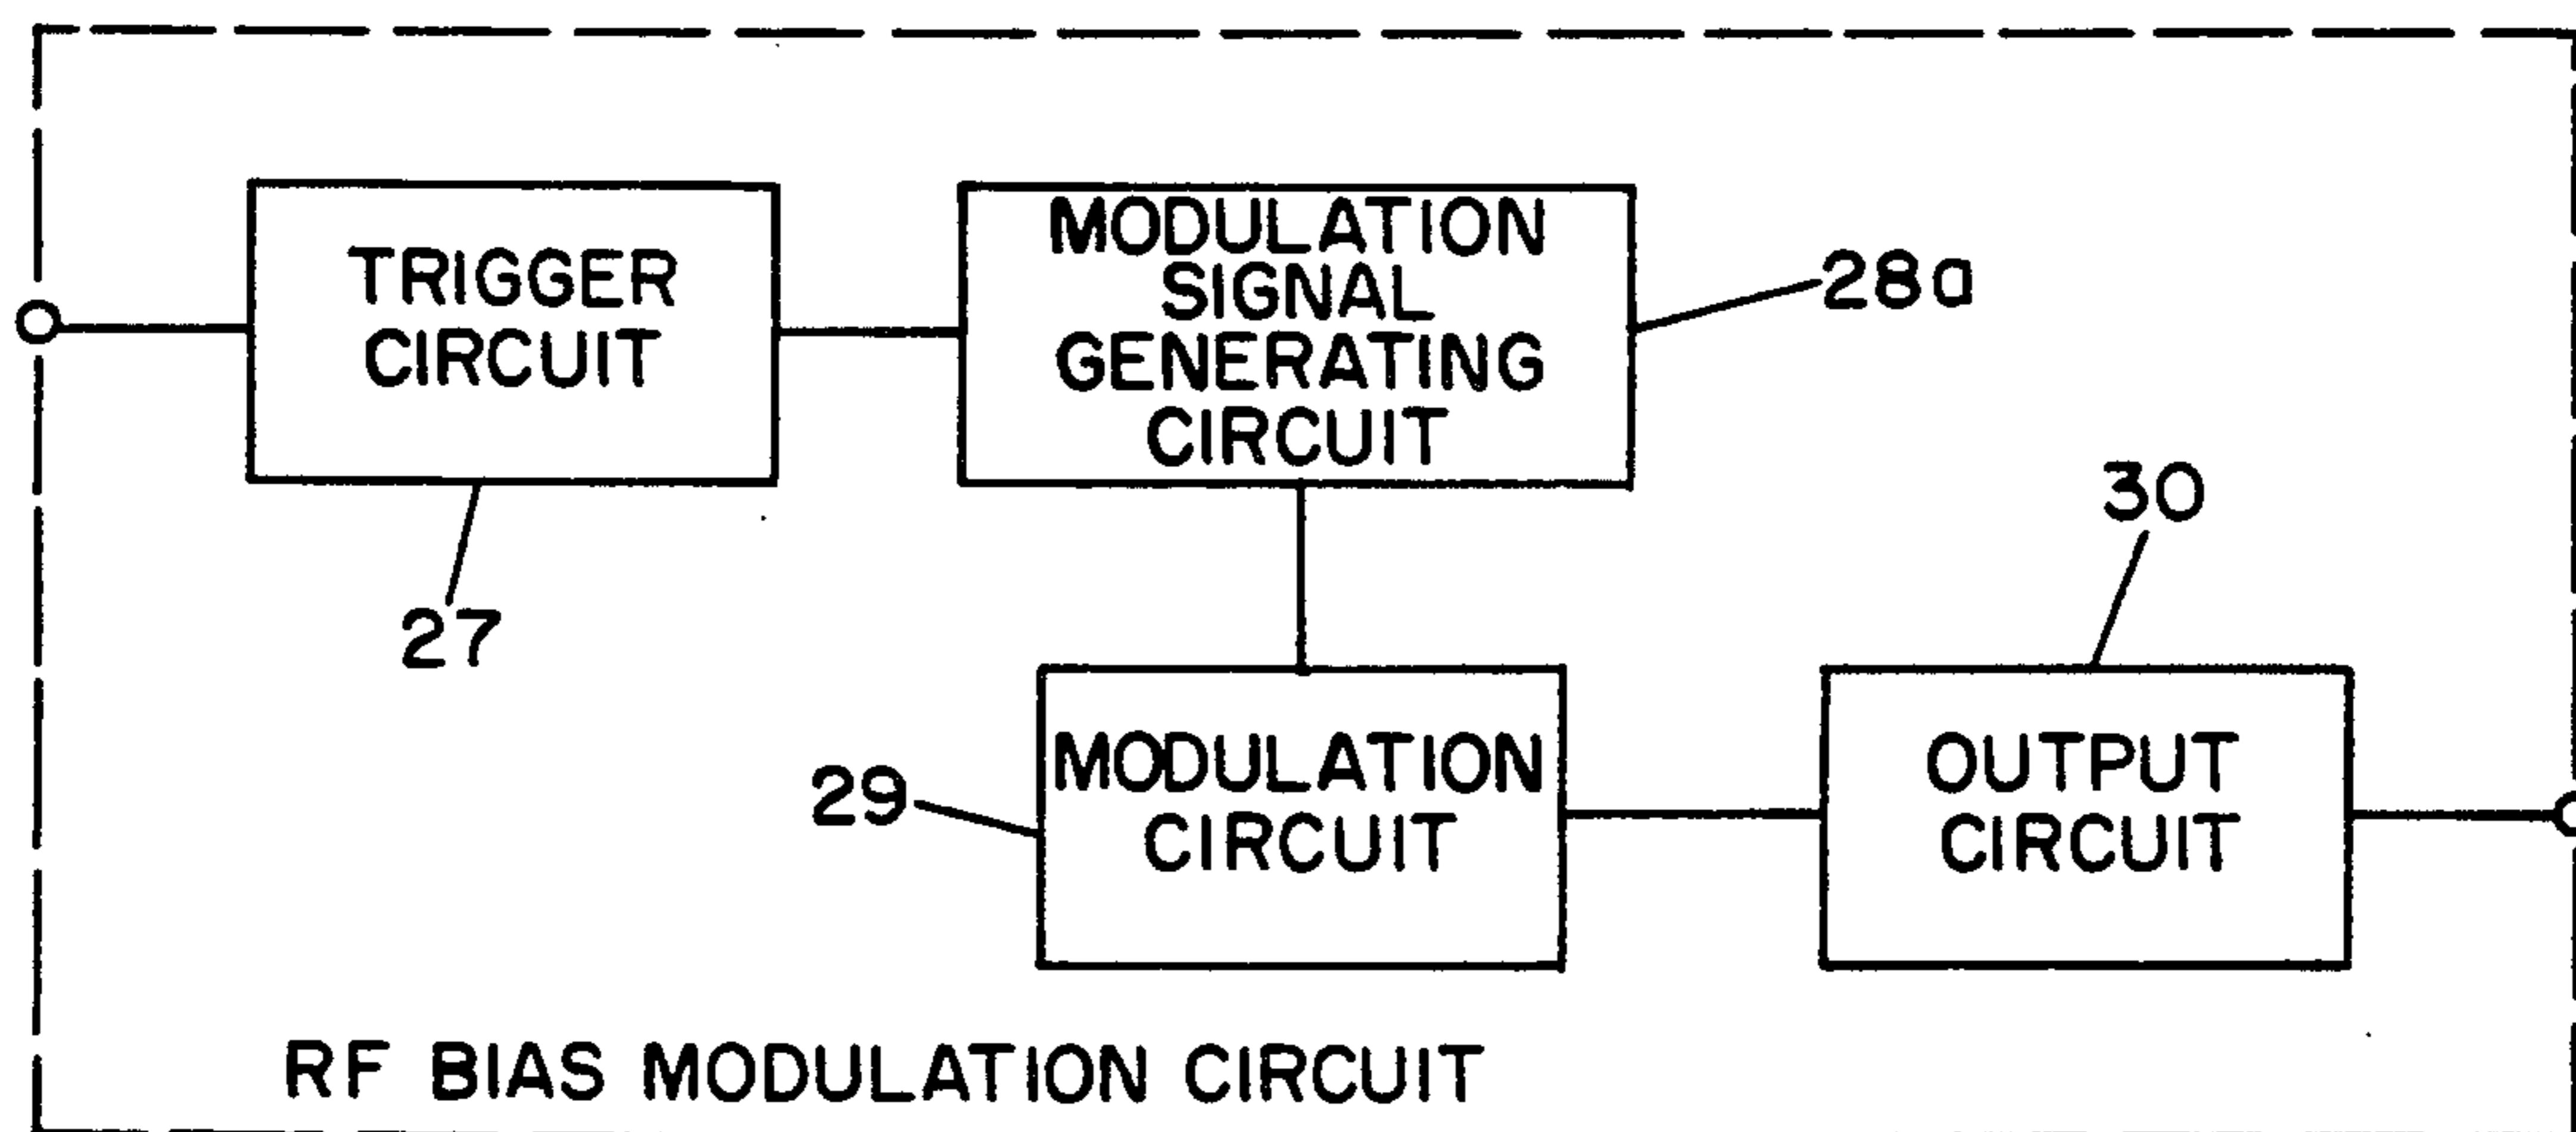 TRIGGER
CIRCUIT
27
MODULATION
SIGNAL
GENERATING
CIRCUIT
28a
29
MODULATION
CIRCUIT
30
OUTPUT
CIRCUIT
RF BIAS MODULATION CIRCUIT